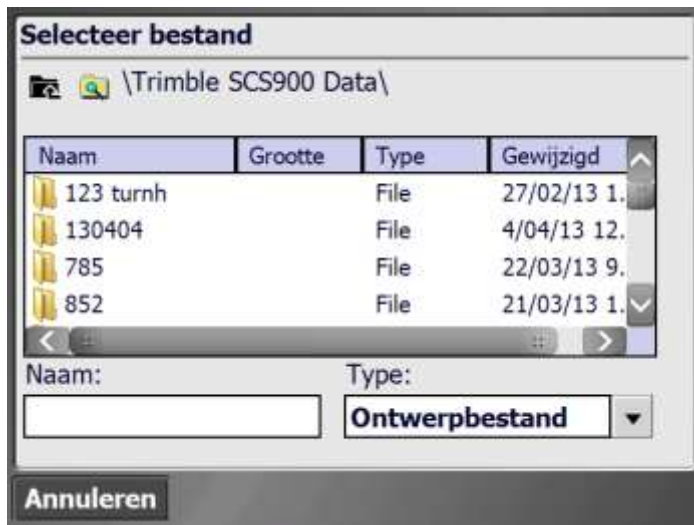 Selecteer bestand
\Trimble SCS900 Data\
Naam Grootte Type Gewijzigd
123 turnh File 27/02/13 1.
130404 File 4/04/13 12.
785 File 22/03/13 9.
852 File 21/03/13 1.
Naam: Type:
Ontwerpbestand
Annuleren